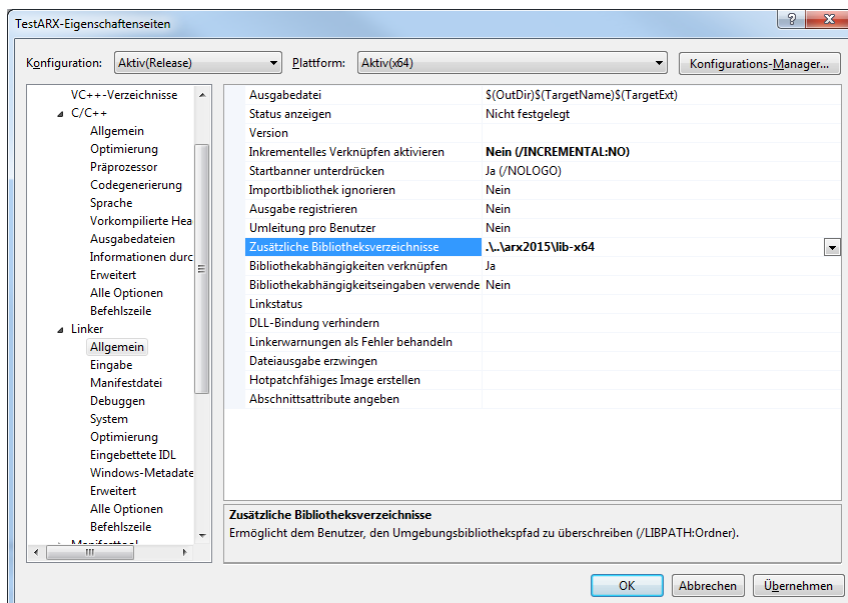 TestARX-Eigenschaftenseiten
Konfiguration: Aktiv(Release) Plattform: Aktiv(x64) Konfigurations-Manager...
VC++-Verzeichnisse
C/C++
Allgemein
Optimierung
Präprozessor
Codegenerierung
Sprache
Vorkompilierte Hea
Ausgabedateien
Informationen durc
Erweitert
Alle Optionen
Befehlszeile
Linker
Allgemein
Eingabe
Manifestdatei
Debuggen
System
Optimierung
Eingebettete IDL
Windows-Metadate
Erweitert
Alle Optionen
Befehlszeile
Manifesttool
Ausgabedatei $(OutDir)$(TargetName)$(TargetExt)
Status anzeigen Nicht festgelegt
Version
Inkrementelles Verknüpfen aktivieren Nein (/INCREMENTAL:NO)
Startbanner unterdrücken Ja (/NOLOGO)
Importbibliothek ignorieren Nein
Ausgabe registrieren Nein
Umleitung pro Benutzer Nein
Zusätzliche Bibliotheksverzeichnisse .\..\arx2015\lib-x64
Bibliothekabhängigkeiten verknüpfen Ja
Bibliothekabhängigkeitseingaben verwende Nein
Linkstatus
DLL-Bindung verhindern
Linkerwarnungen als Fehler behandeln
Dateiausgabe erzwingen
Hotpatchfähiges Image erstellen
Abschnittsattribute angeben
Zusätzliche Bibliotheksverzeichnisse
Ermöglicht dem Benutzer, den Umgebungsbibliothekspfad zu überschreiben (/LIBPATH:Ordner).
OK Abbrechen Übernehmen